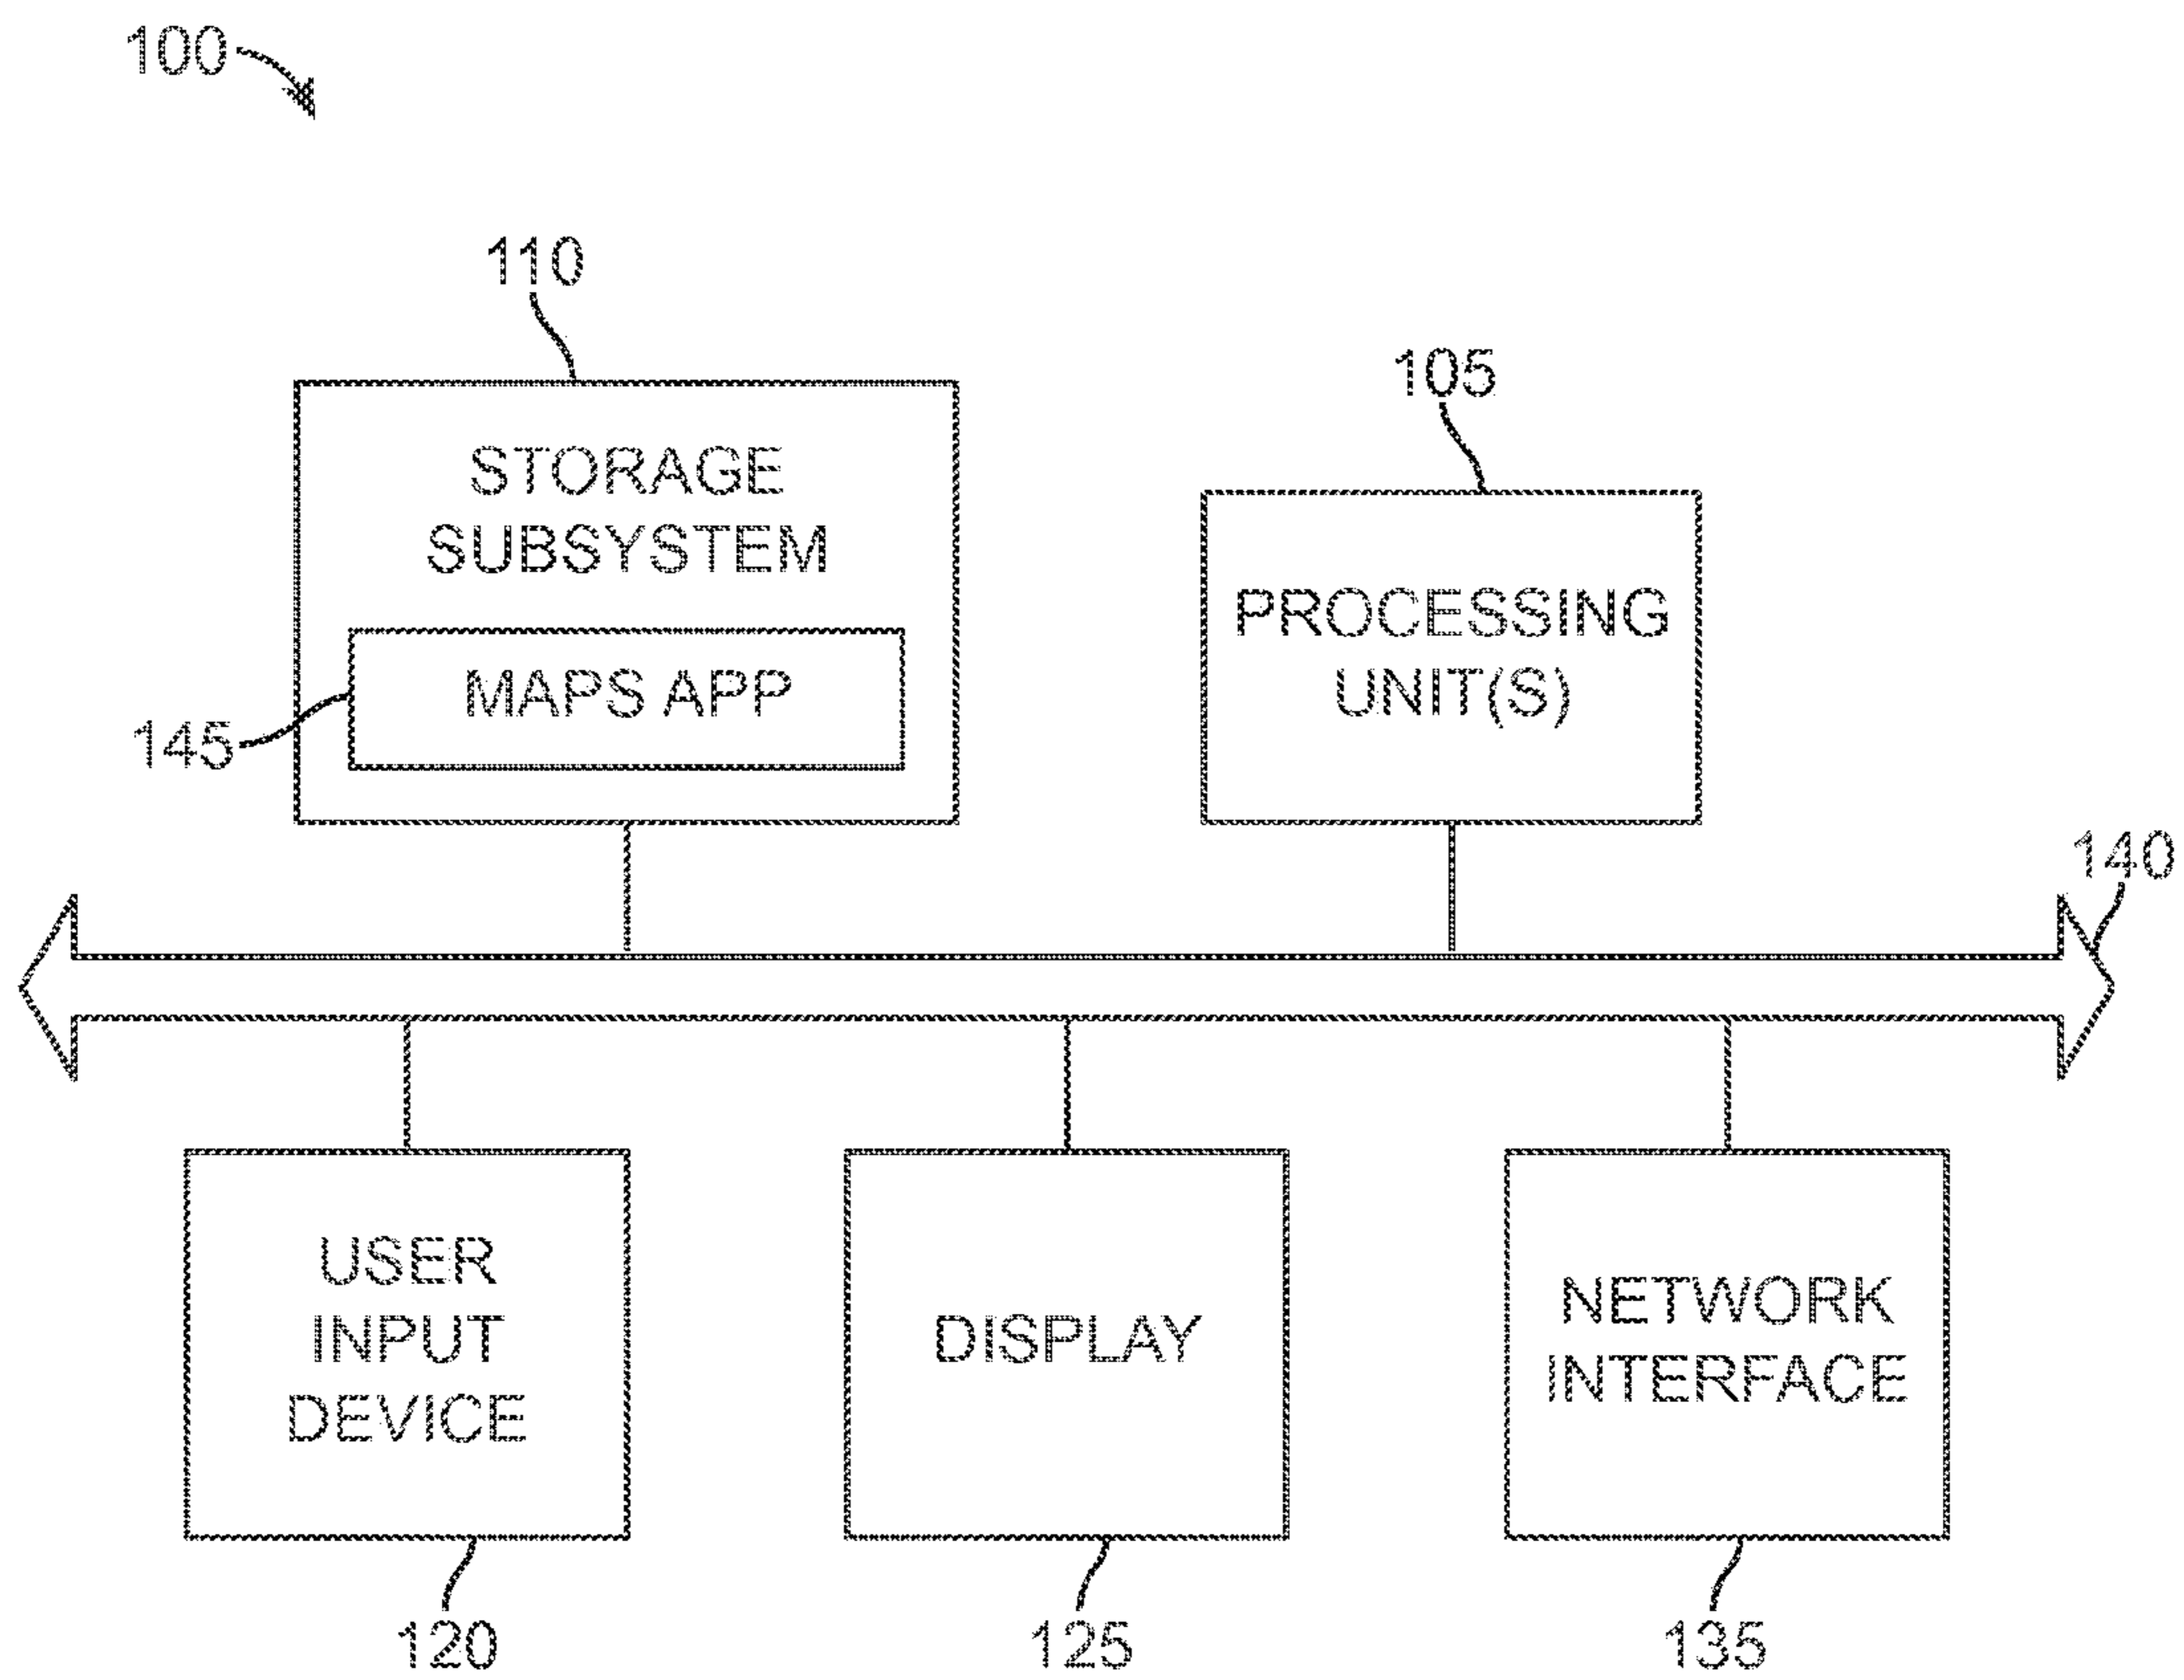 100
110
105
STORAGE
SUBSYSTEM
PROCESSING
UNIT(S)
MAPS APP
145
140
USER
INPUT
DEVICE
DISPLAY
NETWORK
INTERFACE
120
125
135